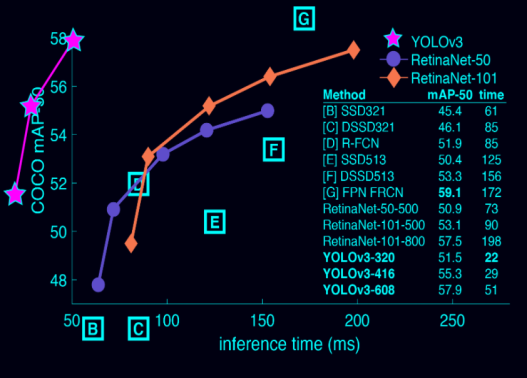 G
58
YOLOv3
RetinaNet-50
RetinaNet-101
56
Method mAP-50 time
[B] SSD321 45.4 61
[C] DSSD321 46.1 85
[D] R-FCN 51.9 85
[E] SSD513 50.4 125
[F] DSSD513 53.3 156
[G] FPN FRCN 59.1 172
RetinaNet-50-500 50.9 73
RetinaNet-101-500 53.1 90
RetinaNet-101-800 57.5 198
YOLOv3-320 51.5 22
YOLOv3-416 55.3 29
YOLOv3-608 57.9 51
COCO mAP-50
54
F
52
D
E
50
48
50 100 150 200 250
B C
inference time (ms)